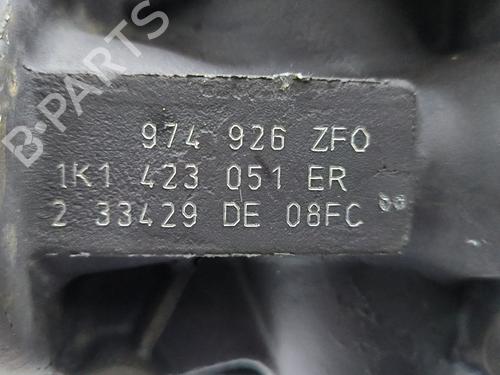 B-PARTS
974 926 ZFO
1K1 423 051 ER
2 33429 DE 08FC